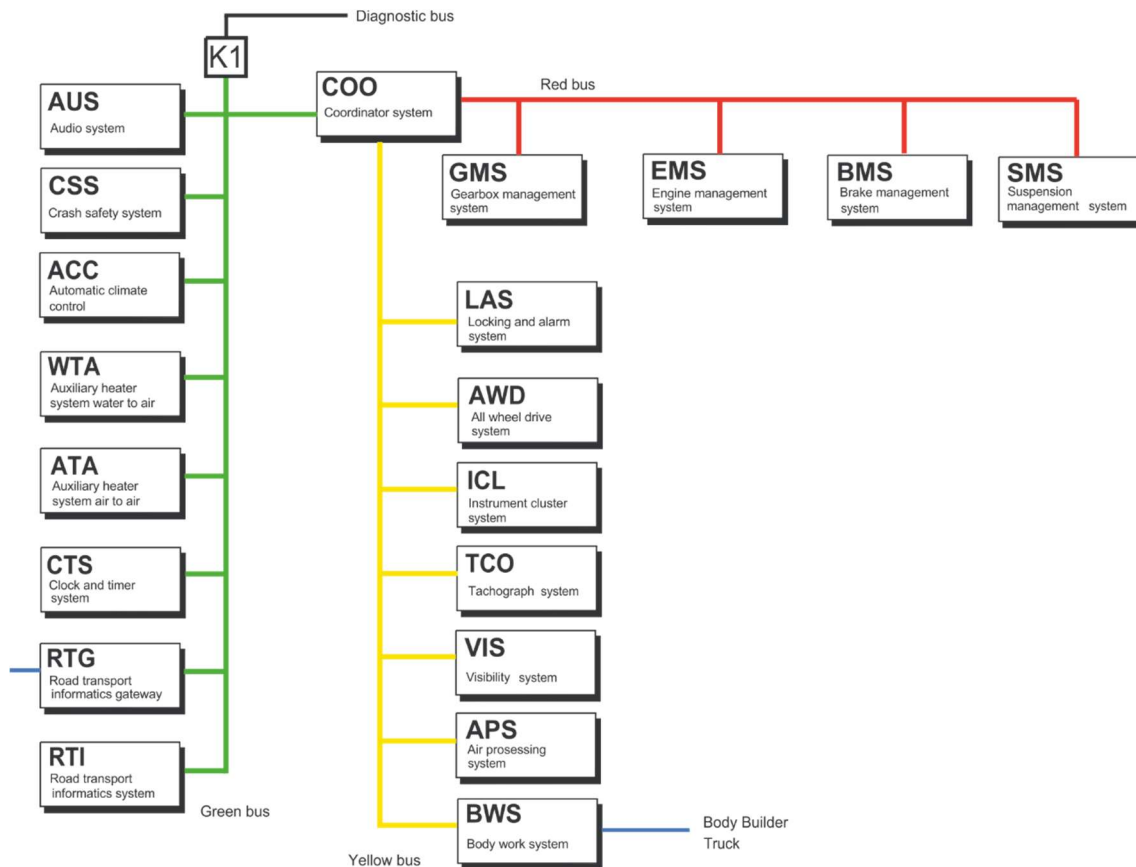 Diagnostic bus
K1
AUS
Audio system
COO
Coordinator system
Red bus
GMS
Gearbox management
system
EMS
Engine management
system
BMS
Brake management
system
SMS
Suspension
management system
CSS
Crash safety system
ACC
Automatic climate
control
WTA
Auxiliary heater
system water to air
ATA
Auxiliary heater
system air to air
CTS
Clock and timer
system
RTG
Road transport
informatics gateway
RTI
Road transport
informatics system
Green bus
LAS
Locking and alarm
system
AWD
All wheel drive
system
ICL
Instrument cluster
system
TCO
Tachograph system
VIS
Visibility system
APS
Air prosessing
system
BWS
Body work system
Body Builder
Truck
Yellow bus